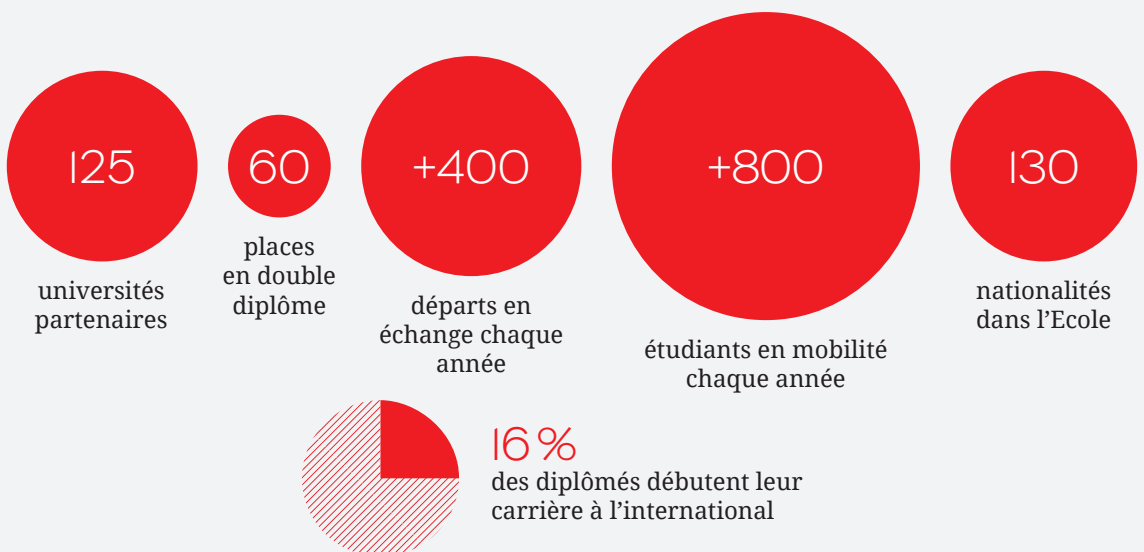 125
universités
partenaires
60
places
en double
diplôme
+400
départs en
échange chaque
année
+800
étudiants en mobilité
chaque année
130
nationalités
dans l’Ecole
16 %
des diplômés débutent leur
carrière à l’international